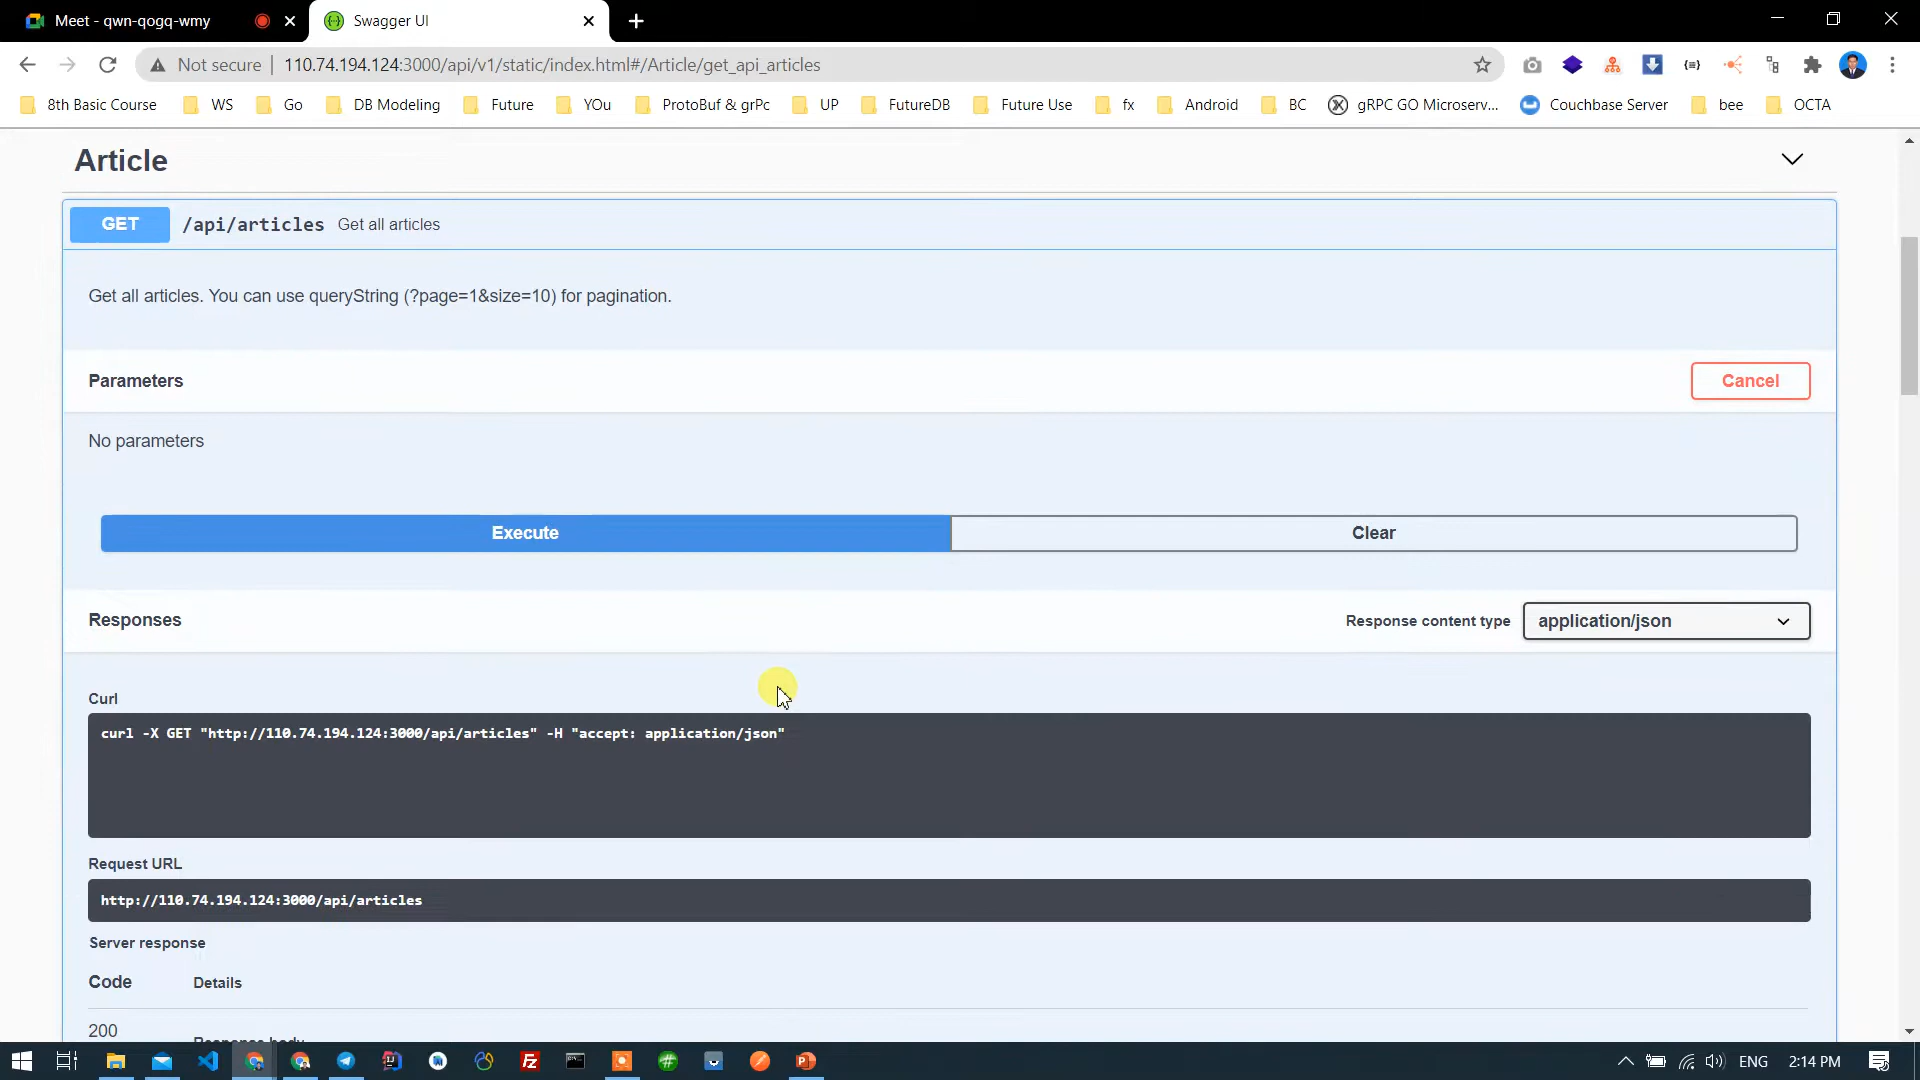 Meet - qwn-qogq-wmy
Swagger UI
Not secure
110.74.194.124:3000/api/v1/static/index.html#/Article/get_api_articles
8th Basic Course
WS
Go
DB Modeling
Future
YOu
ProtoBuf & grPc
UP
FutureDB
Future Use
fx
Android
BC
gRPC GO Microserv...
Couchbase Server
bee
OCTA
Article
GET /api/articles Get all articles
Get all articles. You can use queryString (?page=1&size=10) for pagination.
Parameters
Cancel
No parameters
Execute
Clear
Responses
Response content type
application/json
Curl
curl -X GET "http://110.74.194.124:3000/api/articles" -H "accept: application/json"
Request URL
http://110.74.194.124:3000/api/articles
Server response
Code
Details
200
Response body
ENG
2:14 PM